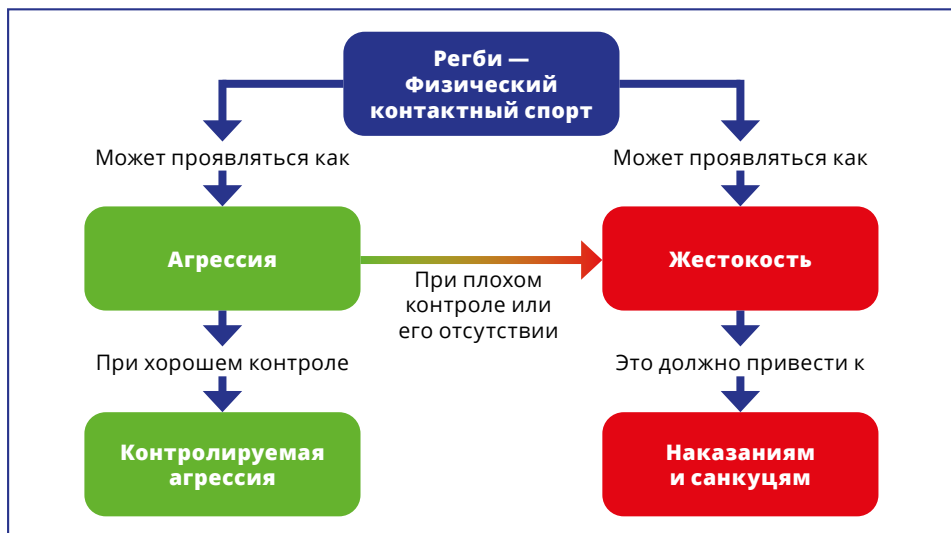 Регби —
Физический
контактный спорт
Может проявляться как
Может проявляться как
Агрессия
Жестокость
При плохом
контроле или
его отсутствии
При хорошем контроле
Это должно привести к
Контролируемая
агрессия
Наказаниям
и санкуцям